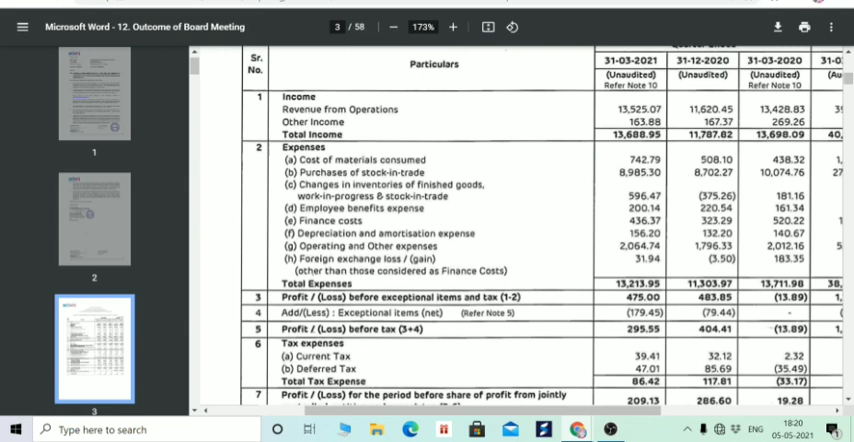 Microsoft Word - 12. Outcome of Board Meeting
3 / 58
173%
Sr. No. Particulars 31-03-2021 31-12-2020 31-03-2020
(Unaudited) (Unaudited) (Unaudited)
Refer Note 10 Refer Note 10
1 Income
Revenue from Operations 13,525.07 11,620.45 13,428.83
Other Income 163.88 167.37 269.26
Total Income 13,688.95 11,787.82 13,698.09 40,
2 Expenses
(a) Cost of materials consumed 742.79 508.10 438.32 1,
(b) Purchases of stock-in-trade 8,985.30 8,702.27 10,074.76 27
(c) Changes in inventories of finished goods,
work-in-progress & stock-in-trade 596.47 (375.26) 181.16
(d) Employee benefits expense 200.14 220.54 161.34
(e) Finance costs 436.37 323.29 520.22 1
(f) Depreciation and amortisation expense 156.20 132.20 140.67
(g) Operating and Other expenses 2,064.74 1,796.33 2,012.16 5
(h) Foreign exchange loss / (gain) 31.94 (3.50) 183.35
(other than those considered as Finance Costs)
Total Expenses 13,213.95 11,303.97 13,711.98 38,
3 Profit / (Loss) before exceptional items and tax (1-2) 475.00 483.85 (13.89) 1,
4 Add/(Less) : Exceptional items (net) (Refer Note 5) (179.45) (79.44) - (
5 Profit / (Loss) before tax (3+4) 295.55 404.41 (13.89) 1,
6 Tax expenses
(a) Current Tax 39.41 32.12 2.32
(b) Deferred Tax 47.01 85.69 (35.49)
Total Tax Expense 86.42 117.81 (33.17)
7 Profit / (Loss) for the period before share of profit from jointly
209.13 286.60 19.28
1
2
3
Type here to search
ENG
18:20
05-05-2021